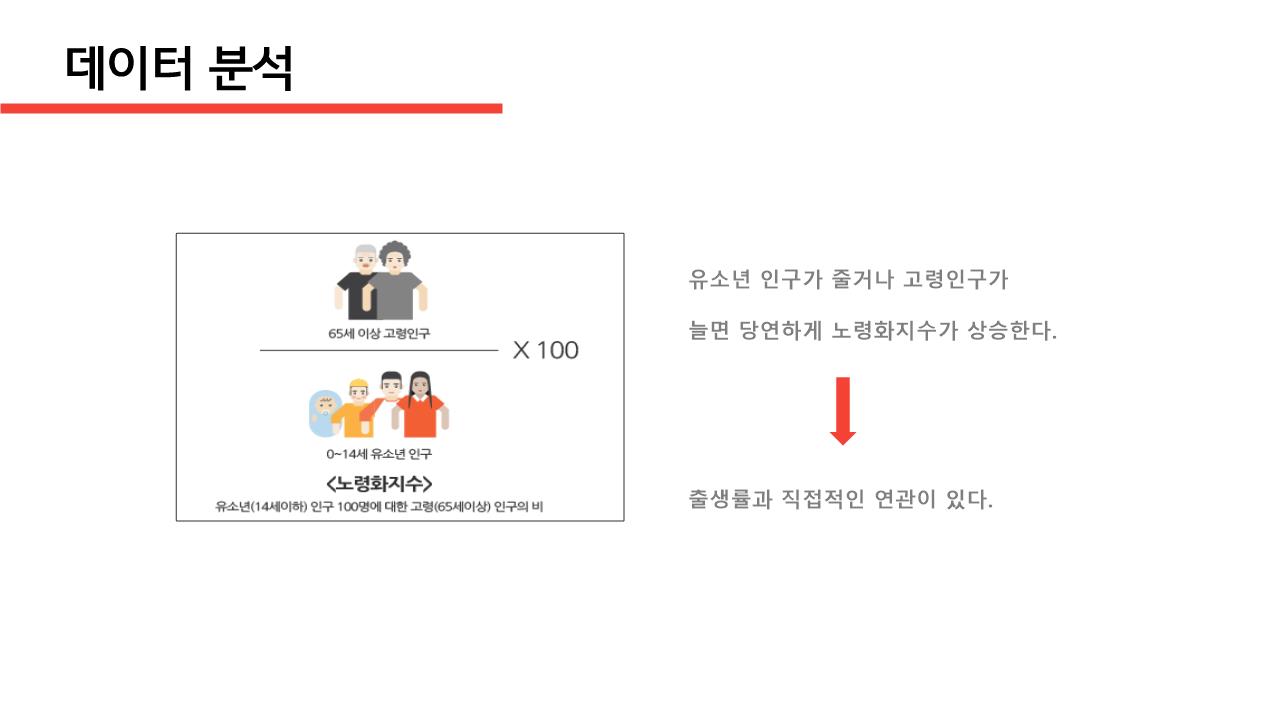 데이터 분석
65세 이상 고령인구
X 100
0~14세 유소년 인구
<노령화지수>
유소년(14세이하) 인구 100명에 대한 고령(65세이상) 인구의 비
유소년 인구가 줄거나 고령인구가
늘면 당연하게 노령화지수가 상승한다.
출생률과 직접적인 연관이 있다.